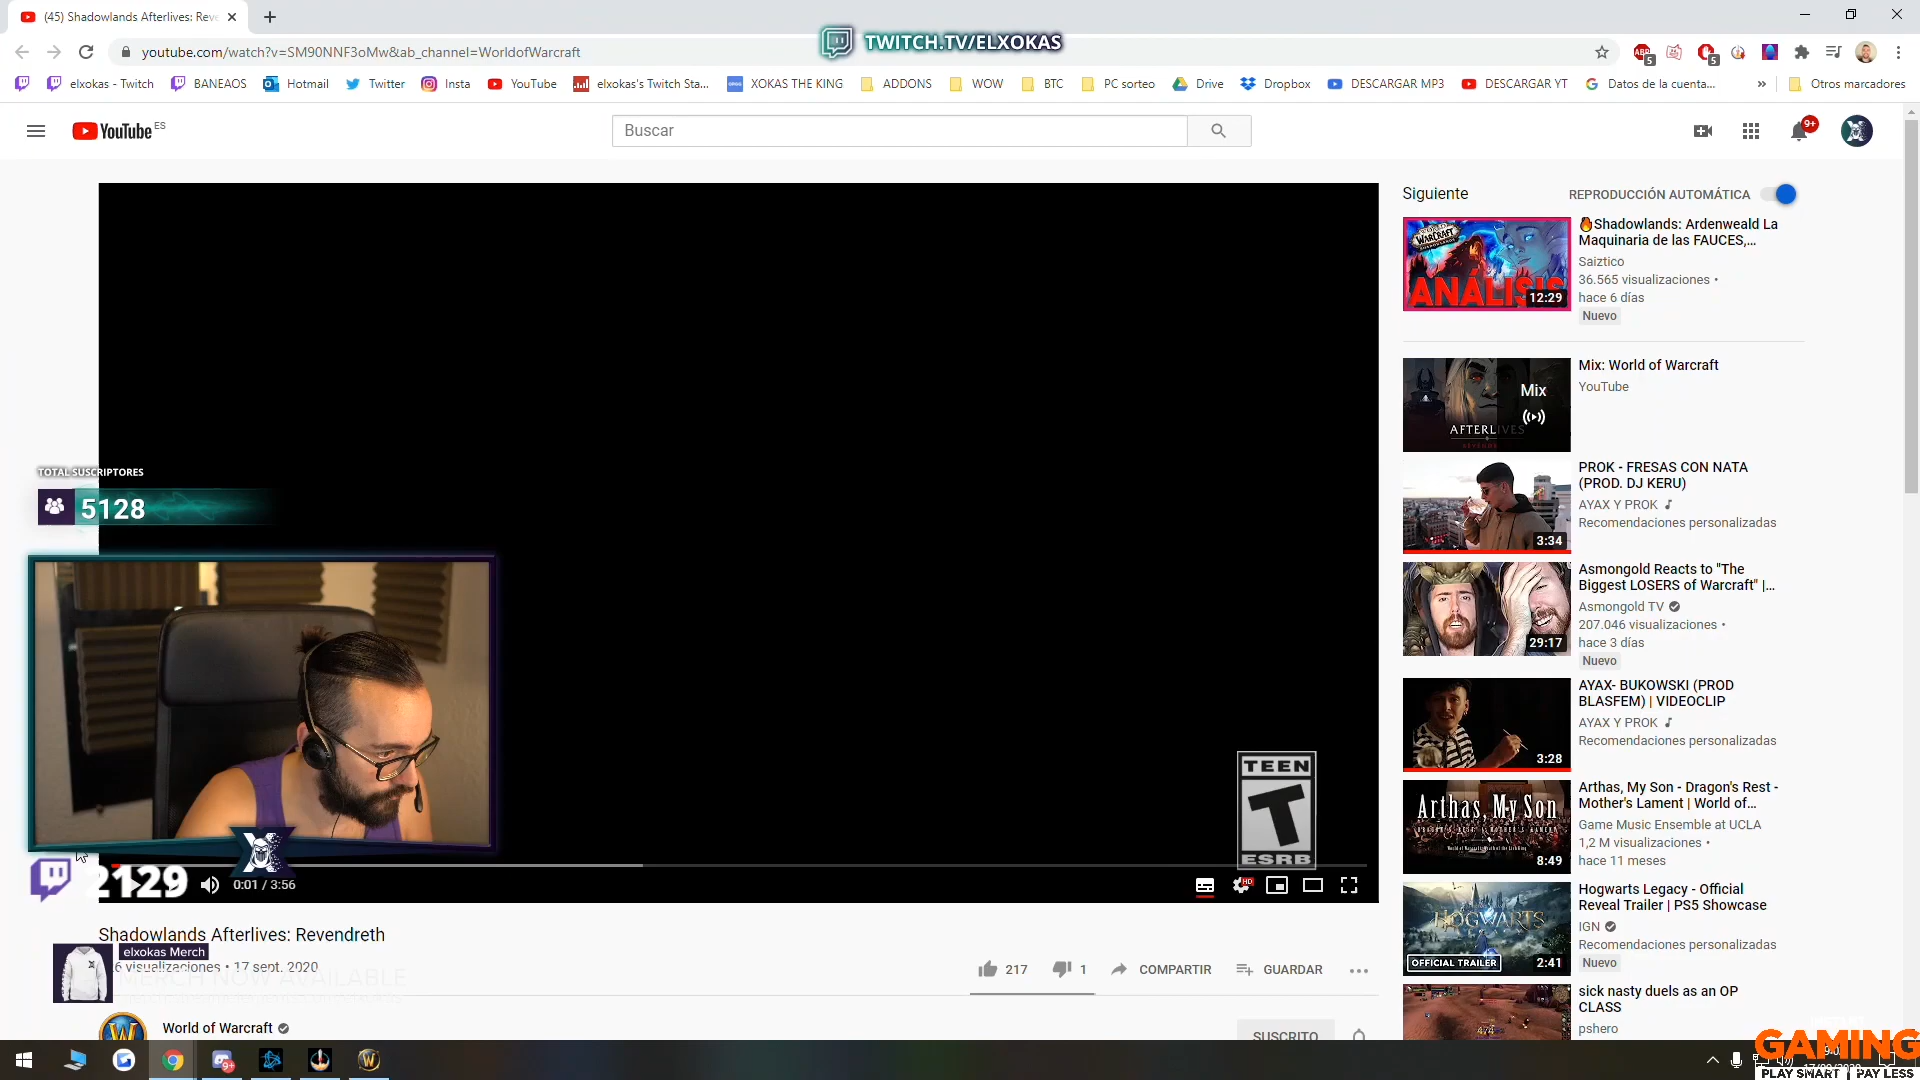 (45) Shadowlands Afterlives: Reve
youtube.com/watch?v=SM90NNF3oMw&ab_channel=WorldofWarcraft
TWITCH.TV/ELXOKAS
elxokas - Twitch
BANEAOS
Hotmail
Twitter
Insta
YouTube
elxokas's Twitch Sta...
XOKAS THE KING
ADDONS
WOW
BTC
PC sorteo
Drive
Dropbox
DESCARGAR MP3
DESCARGAR YT
Datos de la cuenta...
»
Otros marcadores
YouTube ES
Buscar
9+
Siguiente
REPRODUCCIÓN AUTOMÁTICA
Shadowlands: Ardenweald La
Maquinaria de las FAUCES,...
Saiztico
36.565 visualizaciones •
hace 6 días
Nuevo
WARCRAFT
ANÁLISIS
12:29
Mix: World of Warcraft
YouTube
Mix
AFTERLIVES
PROK - FRESAS CON NATA
(PROD. DJ KERU)
AYAX Y PROK
Recomendaciones personalizadas
3:34
Asmongold Reacts to "The
Biggest LOSERS of Warcraft" |...
Asmongold TV
207.046 visualizaciones •
hace 3 días
Nuevo
29:17
AYAX- BUKOWSKI (PROD
BLASFEM) | VIDEOCLIP
AYAX Y PROK
Recomendaciones personalizadas
3:28
Arthas, My Son - Dragon's Rest -
Mother's Lament | World of...
Game Music Ensemble at UCLA
1,2 M visualizaciones •
hace 11 meses
Arthas, My Son
8:49
Hogwarts Legacy - Official
Reveal Trailer | PS5 Showcase
IGN
Recomendaciones personalizadas
Nuevo
HOGWARTS
OFFICIAL TRAILER
2:41
sick nasty duels as an OP
CLASS
pshero
TOTAL SUSCRIPTORES
5128
TEEN
T
ESRB
2129
0:01 / 3:56
HD
Shadowlands Afterlives: Revendreth
elxokas Merch
6 visualizaciones • 17 sept. 2020
MERCH NOW AVAILABLE
217
1
COMPARTIR
GUARDAR
World of Warcraft
SUSCRITO
GAMING
PLAY SMART | PAY LESS